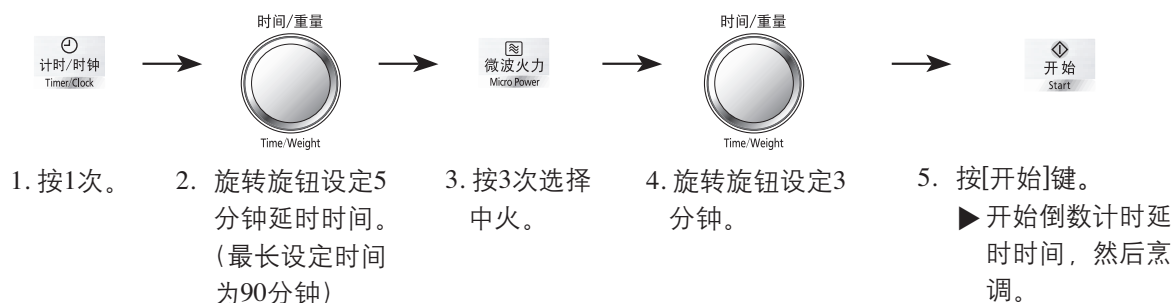 计时/时钟
Timer/Clock
时间/重量
Time/Weight
微波火力
Micro Power
时间/重量
Time/Weight
开始
Start
1. 按1次。
2. 旋转旋钮设定5
分钟延时时间。
(最长设定时间
为90分钟)
3. 按3次选择
中火。
4. 旋转旋钮设定3
分钟。
5. 按[开始]键。
▶开始倒数计时延
时时间，然后烹
调。